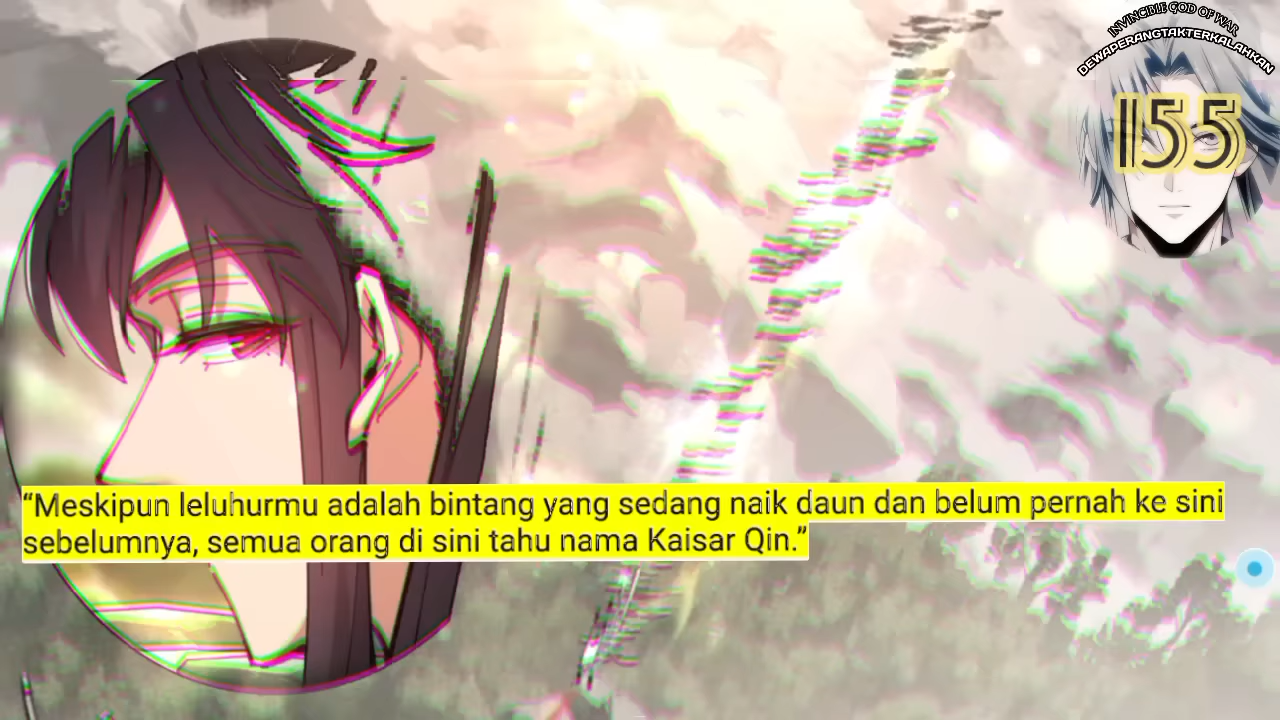 INVINCIBLE GOD OF WAR
DEWAPERANGTAKTERKALAHKAN
155
“Meskipun leluhurmu adalah bintang yang sedang naik daun dan belum pernah ke sini
sebelumnya, semua orang di sini tahu nama Kaisar Qin.”